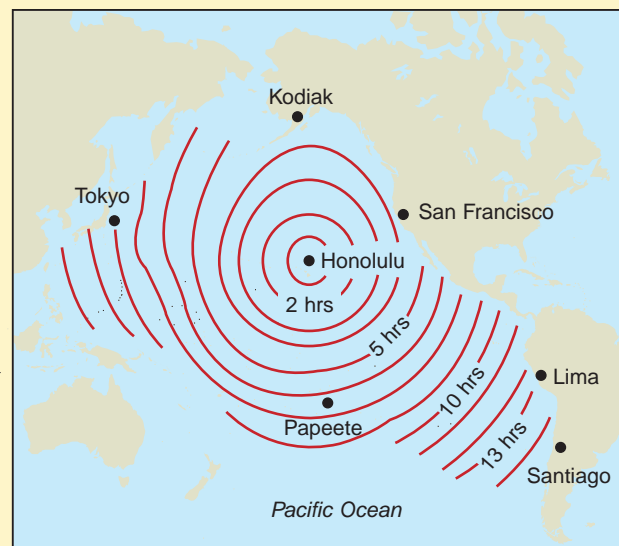 Kodiak
Tokyo
San Francisco
Honolulu
2 hrs
5 hrs
Lima
10 hrs
Papeete
13 hrs
Santiago
Pacific Ocean